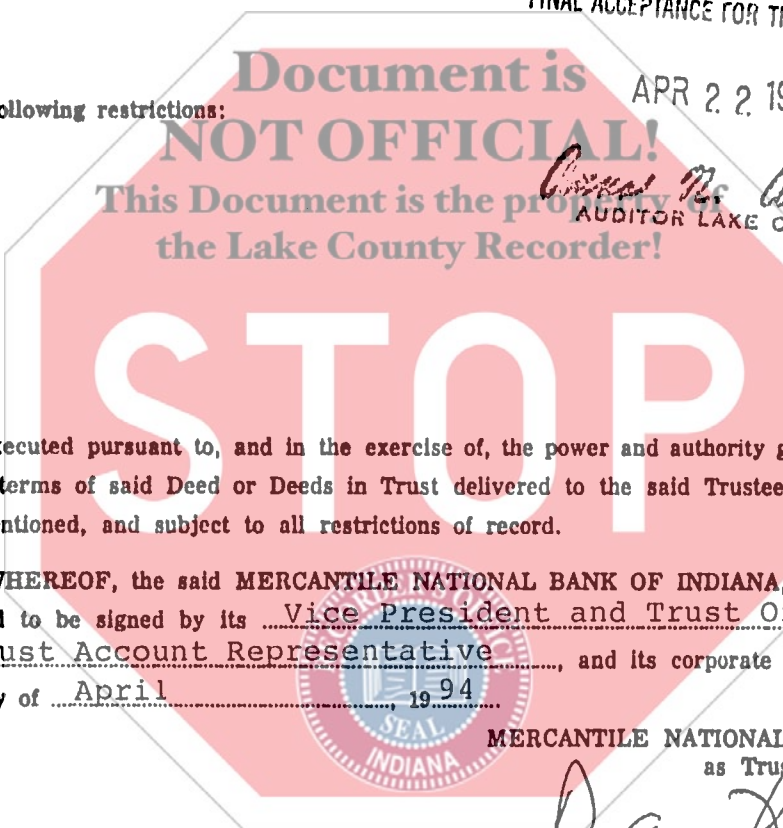 FINAL ACCEPTANCE FOR T
Document is
APR 2 2 19
ollowing restrictions:
NOT OFFICIAL!
This Document is the property of
AUDITOR LAKE C
the Lake County Recorder!
STOP
ecuted pursuant to, and in the exercise of, the power and authority g
terms of said Deed or Deeds in Trust delivered to the said Trustee
ntioned, and subject to all restrictions of record.
WHEREOF, the said MERCANTILE NATIONAL BANK OF INDIANA,
d to be signed by its Vice President and Trust O
ust Account Representative, and its corporate
y of April, 1994.
SEAL
INDIANA
MERCANTILE NATIONAL
as Trus